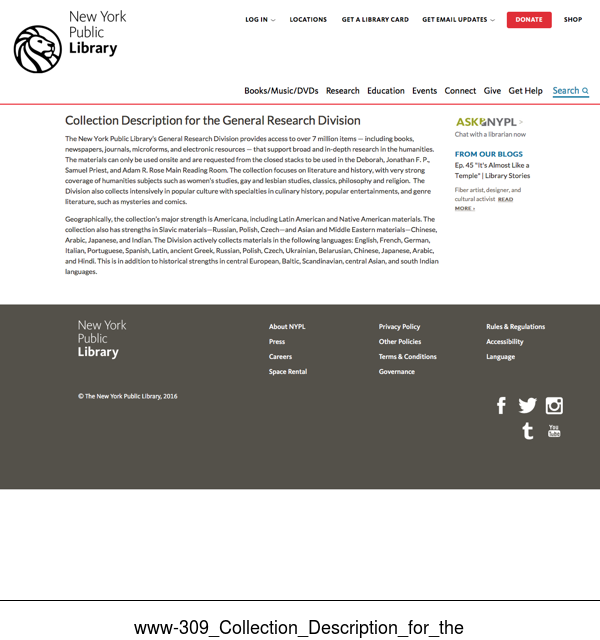 New York
Public
Library
LOG IN
LOCATIONS
GET A LIBRARY CARD
GET EMAIL UPDATES
DONATE
SHOP
Books/Music/DVDs
Research
Education
Events
Connect
Give
Get Help
Search
Collection Description for the General Research Division
The New York Public Library's General Research Division provides access to over 7 million items — including books,
newspapers, journals, microforms, and electronic resources — that support broad and in-depth research in the humanities.
The materials can only be used onsite and are requested from the closed stacks to be used in the Deborah, Jonathan F. P.,
Samuel Priest, and Adam R. Rose Main Reading Room. The collection focuses on literature and history, with very strong
coverage of humanities subjects such as women's studies, gay and lesbian studies, classics, philosophy and religion.  The
Division also collects intensively in popular culture with specialties in culinary history, popular entertainments, and genre
literature, such as mysteries and comics.
Geographically, the collection's major strength is Americana, including Latin American and Native American materials. The
collection also has strengths in Slavic materials—Russian, Polish, Czech—and Asian and Middle Eastern materials—Chinese,
Arabic, Japanese, and Indian. The Division actively collects materials in the following languages: English, French, German,
Italian, Portuguese, Spanish, Latin, ancient Greek, Russian, Polish, Czech, Ukrainian, Belarusian, Chinese, Japanese, Arabic,
and Hindi. This is in addition to historical strengths in central European, Baltic, Scandinavian, central Asian, and south Indian
languages.
ASK NYPL >
Chat with a librarian now
FROM OUR BLOGS
Ep. 45 "It's Almost Like a
Temple" | Library Stories
Fiber artist, designer, and
cultural activist READ
MORE ›
New York
Public
Library
About NYPL
Press
Careers
Space Rental
Privacy Policy
Other Policies
Terms & Conditions
Governance
Rules & Regulations
Accessibility
Language
© The New York Public Library, 2016
You
Tube
www-309_Collection_Description_for_the